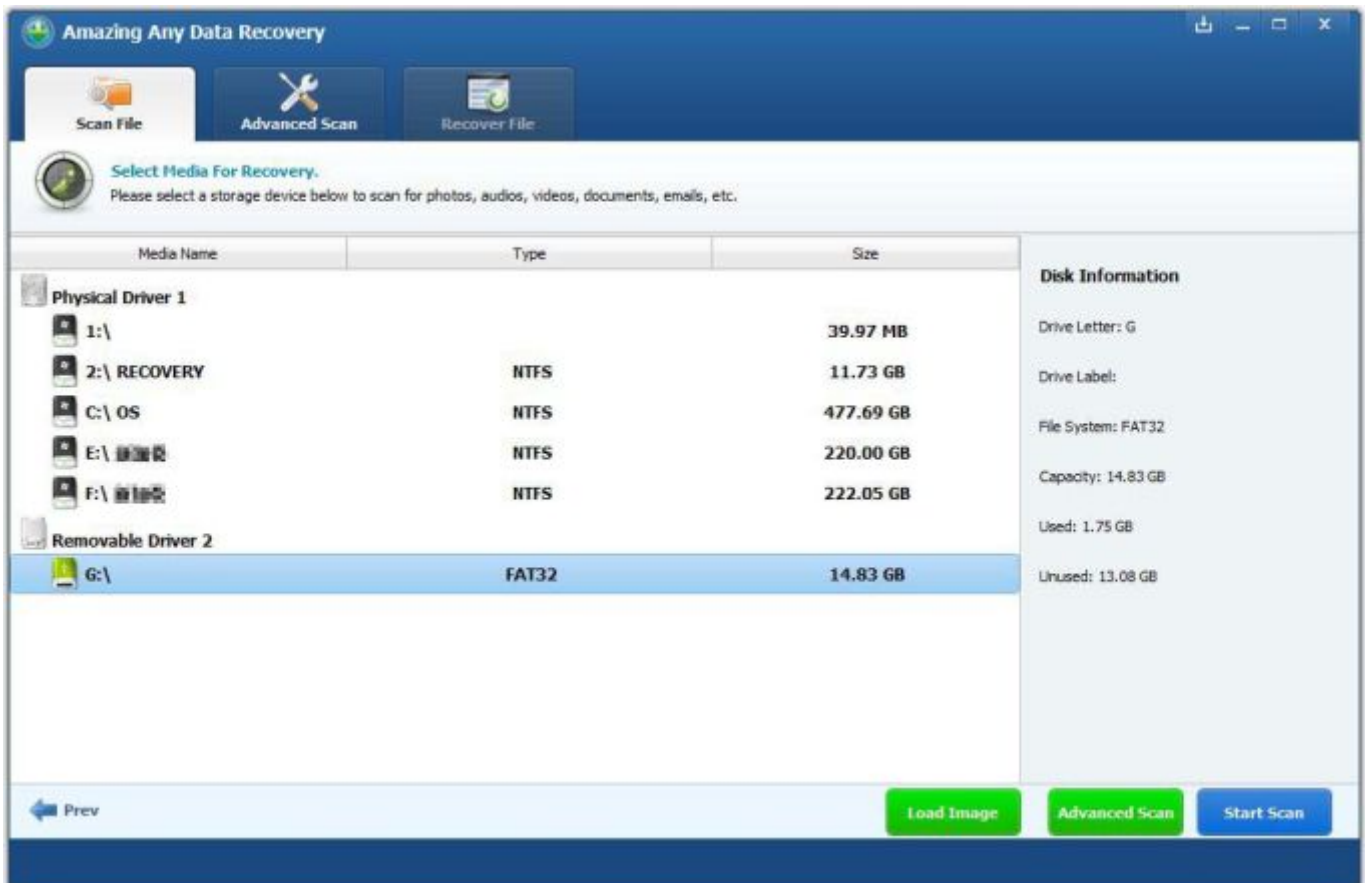 Amazing Any Data Recovery
Scan File
Advanced Scan
Recover File
Select Media For Recovery.
Please select a storage device below to scan for photos, audios, videos, documents, emails, etc.
Media Name Type Size
Physical Driver 1
1:\ 39.97 MB
2:\ RECOVERY NTFS 11.73 GB
C:\ OS NTFS 477.69 GB
E:\ NTFS 220.00 GB
F:\ NTFS 222.05 GB
Removable Driver 2
G:\ FAT32 14.83 GB
Disk Information
Drive Letter: G
Drive Label:
File System: FAT32
Capacity: 14.83 GB
Used: 1.75 GB
Unused: 13.08 GB
Prev
Load Image
Advanced Scan
Start Scan